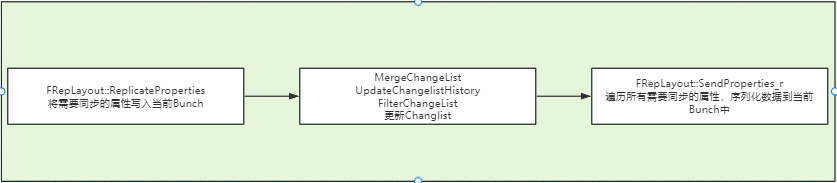 FRepLayout::ReplicateProperties
将需要同步的属性写入当前Bunch
MergeChangeList
UpdateChangelistHistory
FilterChangeList
更新Changlist
FRepLayout::SendProperties_r
遍历所有需要同步的属性，序列化数据到当前
Bunch中